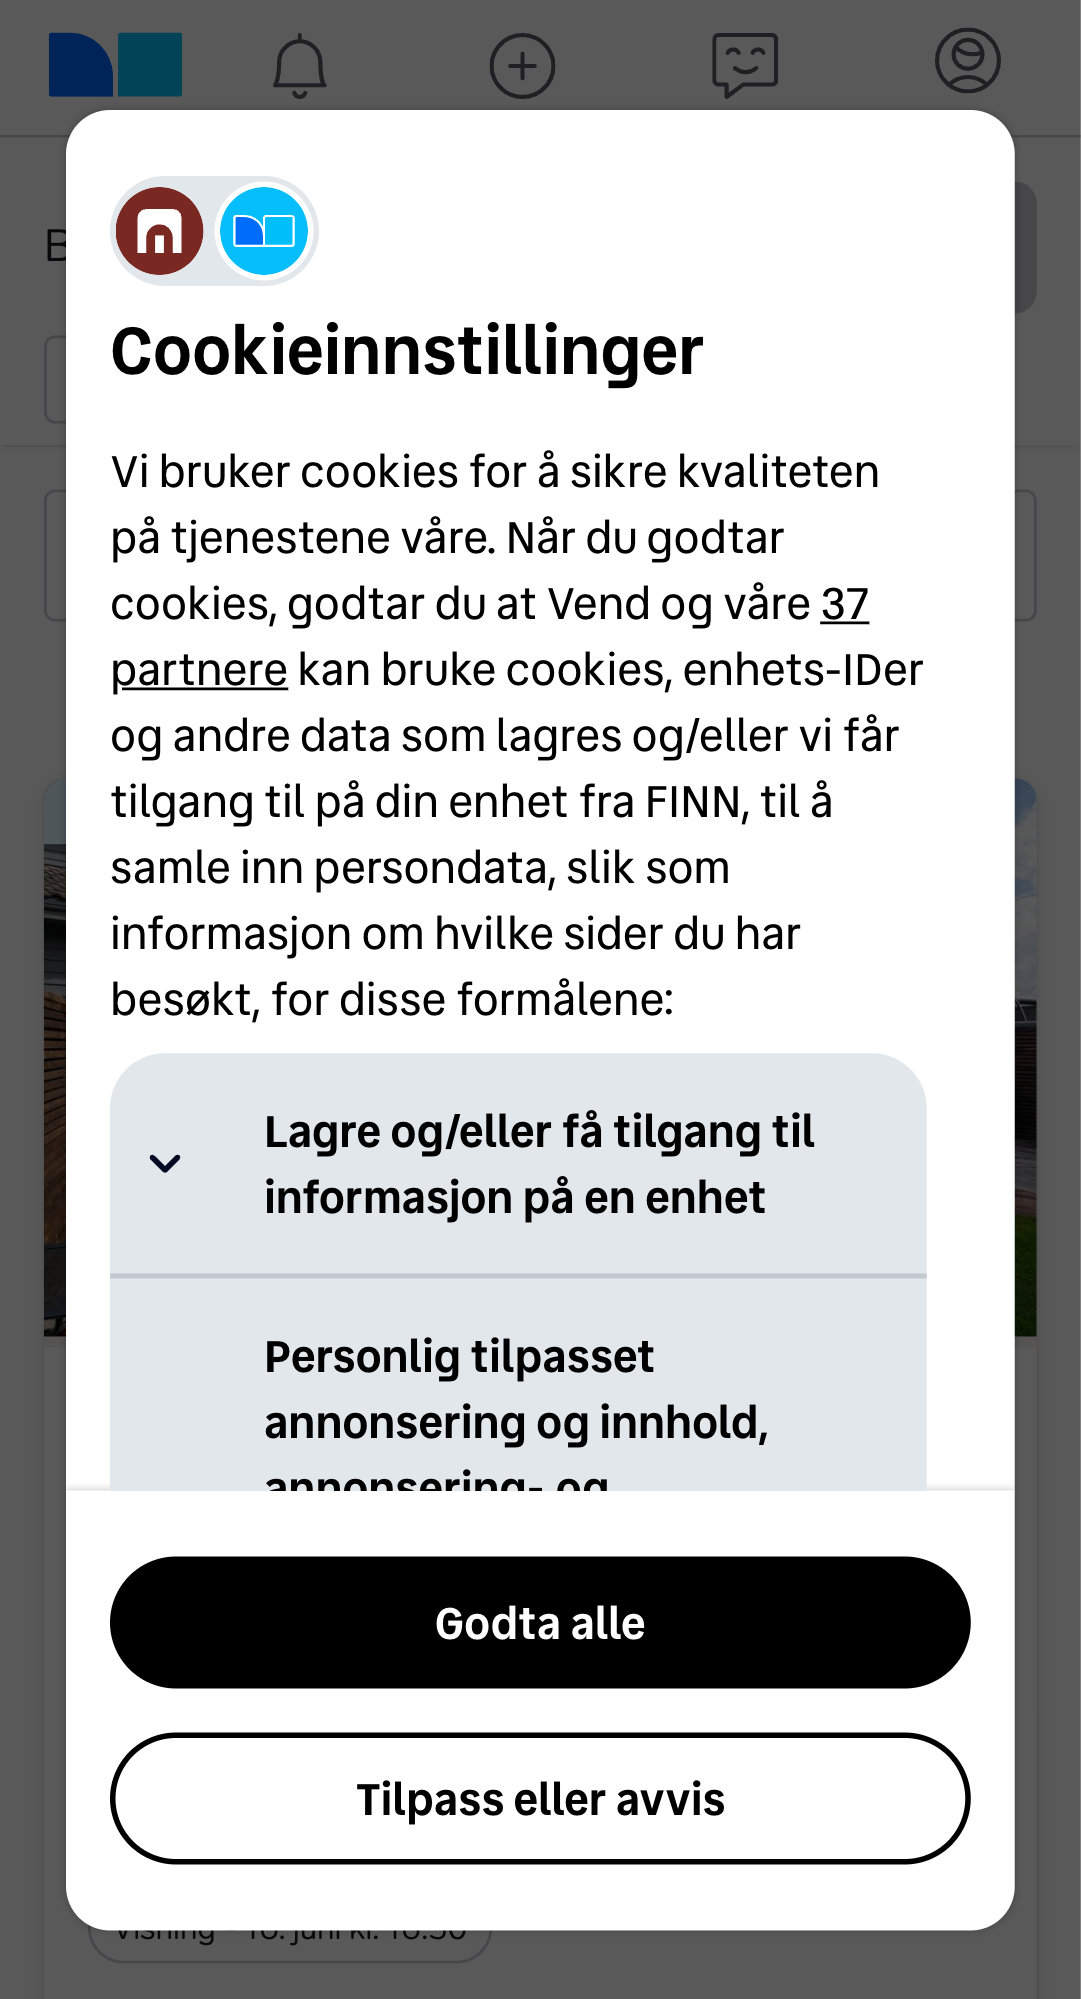 B
Cookieinnstillinger
Vi bruker cookies for å sikre kvaliteten
på tjenestene våre. Når du godtar
cookies, godtar du at Vend og våre 37
partnere kan bruke cookies, enhets-IDer
og andre data som lagres og/eller vi får
tilgang til på din enhet fra FINN, til å
samle inn persondata, slik som
informasjon om hvilke sider du har
besøkt, for disse formålene:
Lagre og/eller få tilgang til
informasjon på en enhet
Personlig tilpasset
annonsering og innhold,
annonsering- og
Godta alle
Tilpass eller avvis
Visning